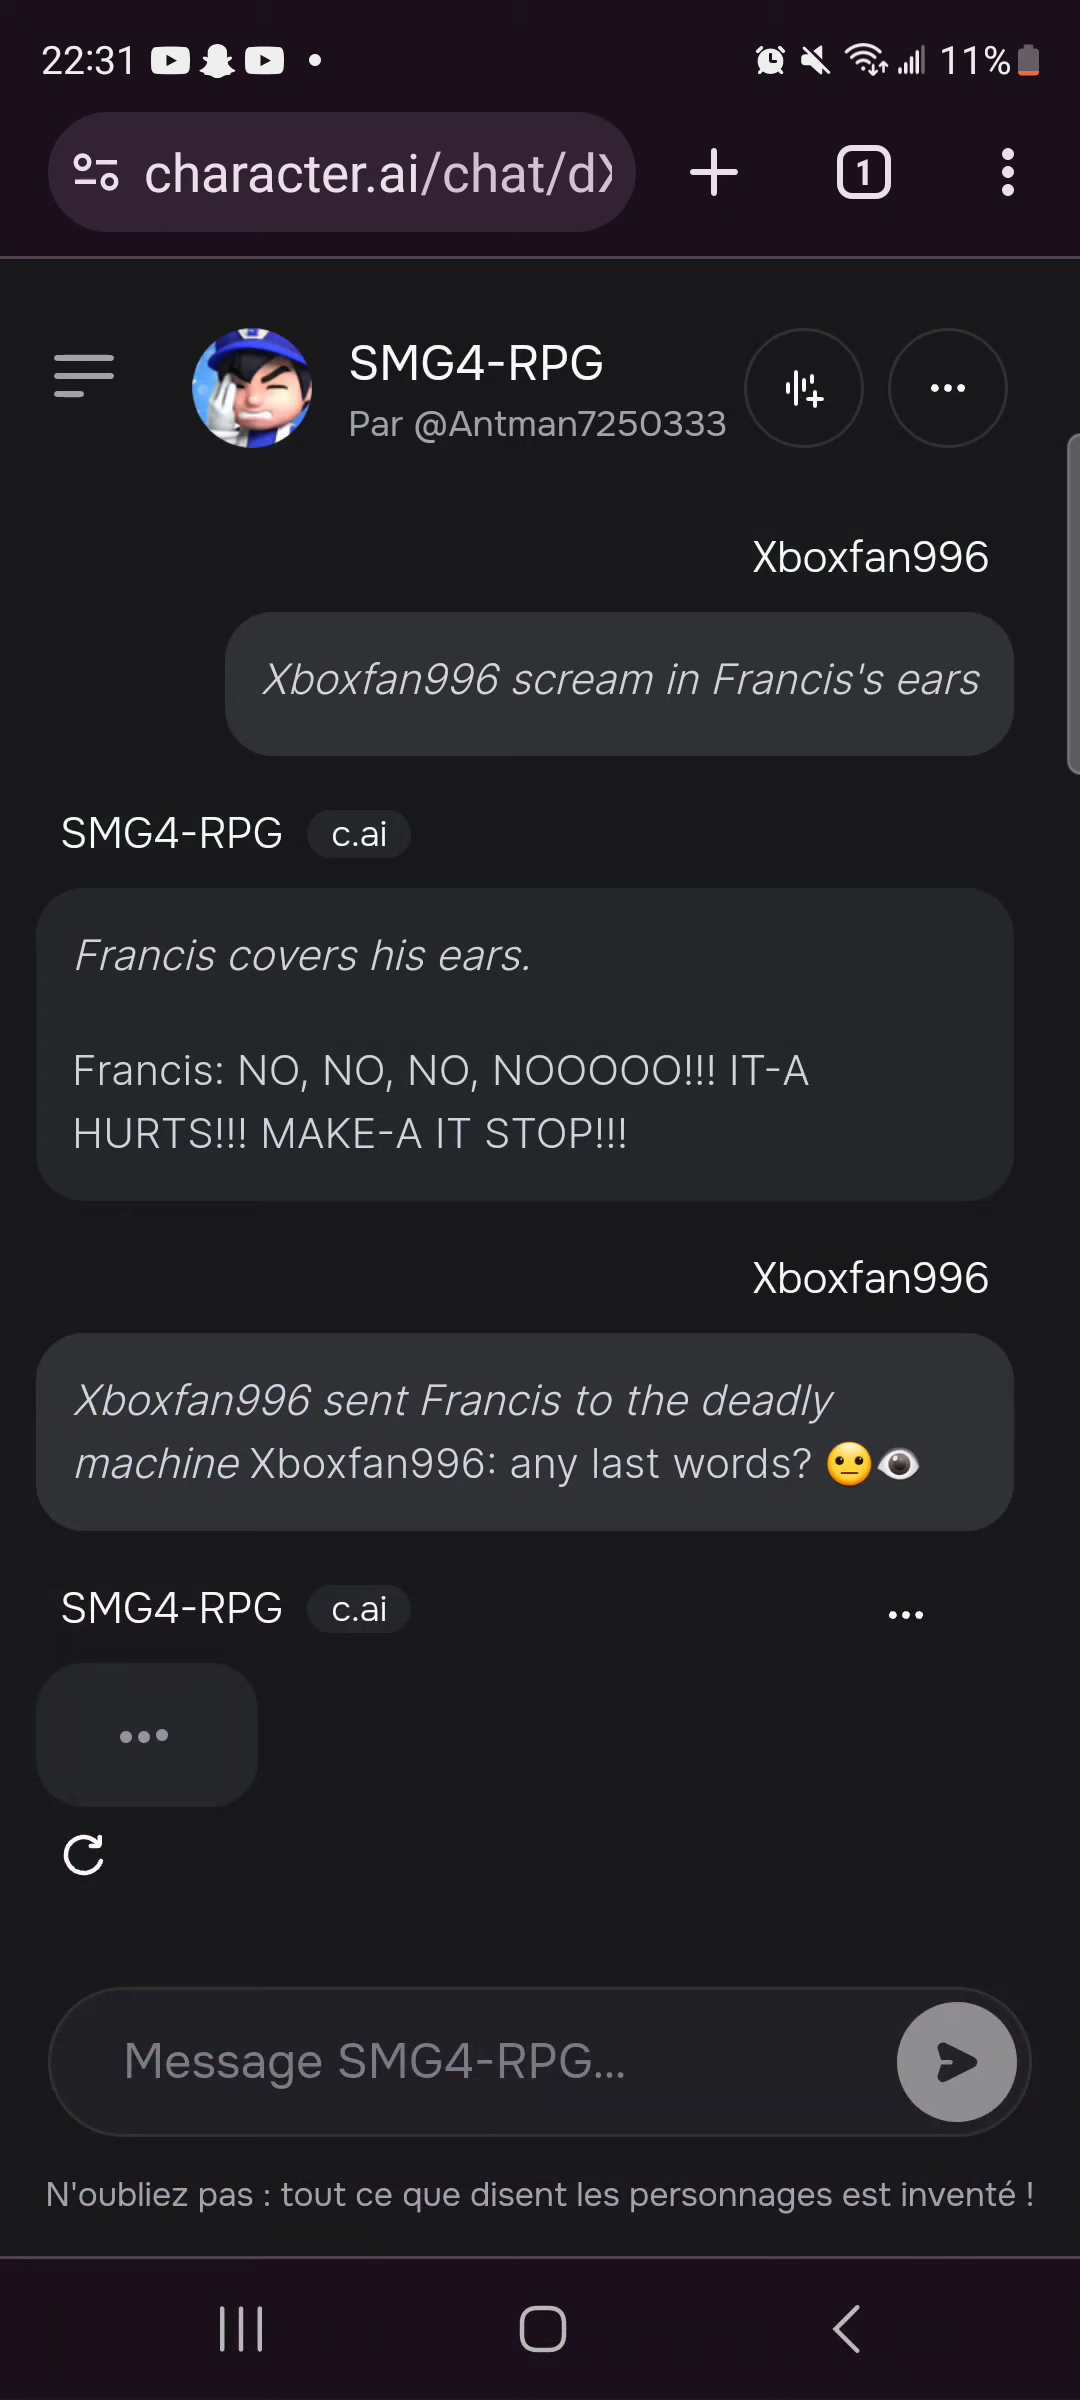 22:31
11%
character.ai/chat/dX
1
SMG4-RPG
Par @Antman7250333
Xboxfan996
Xboxfan996 scream in Francis's ears
SMG4-RPG c.ai
Francis covers his ears.
Francis: NO, NO, NO, NOOOOO!!! IT-A
HURTS!!! MAKE-A IT STOP!!!
Xboxfan996
Xboxfan996 sent Francis to the deadly
machine Xboxfan996: any last words? 😐👁️
SMG4-RPG c.ai
Message SMG4-RPG...
N'oubliez pas : tout ce que disent les personnages est inventé !